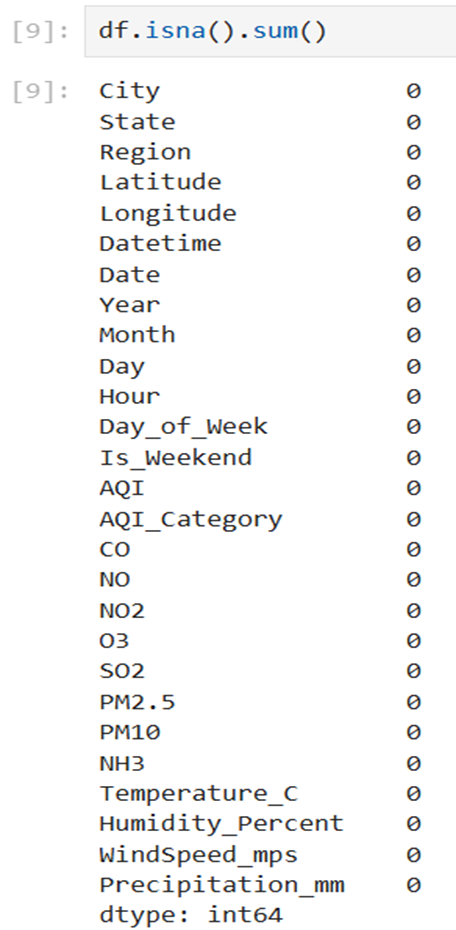 [9]: df.isna().sum()
[9]: City 0
State 0
Region 0
Latitude 0
Longitude 0
Datetime 0
Date 0
Year 0
Month 0
Day 0
Hour 0
Day_of_Week 0
Is_Weekend 0
AQI 0
AQI_Category 0
CO 0
NO 0
NO2 0
O3 0
SO2 0
PM2.5 0
PM10 0
NH3 0
Temperature_C 0
Humidity_Percent 0
WindSpeed_mps 0
Precipitation_mm 0
dtype: int64